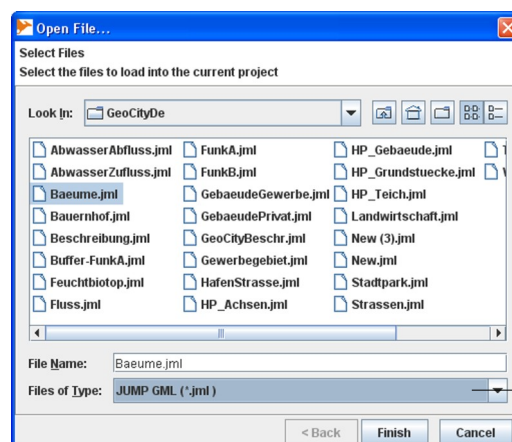 Open File...
Select Files
Select the files to load into the current project
Look In: GeoCityDe
AbwasserAbfluss.jml FunkA.jml HP_Gebaeude.jml
AbwasserZufluss.jml FunkB.jml HP_Grundstuecke.jml
Baeume.jml GebaeudeGewerbe.jml HP_Teich.jml
Bauernhof.jml GebaeudePrivat.jml Landwirtschaft.jml
Beschreibung.jml GeoCityBeschr.jml New (3).jml
Buffer-FunkA.jml Gewerbegebiet.jml New.jml
Feuchtbiotop.jml HafenStrasse.jml Stadtpark.jml
Fluss.jml HP_Achsen.jml Strassen.jml
File Name: Baeume.jml
Files of Type: JUMP GML (*.jml )
< Back Finish Cancel